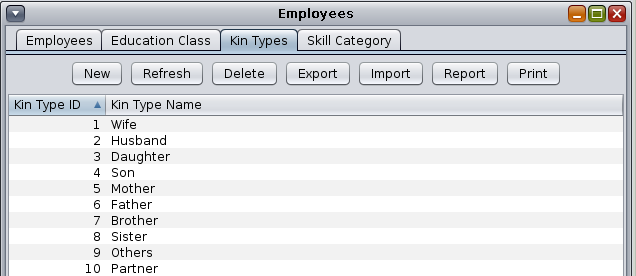 Employees
Employees Education Class Kin Types Skill Category
New Refresh Delete Export Import Report Print
Kin Type ID Kin Type Name
1 Wife
2 Husband
3 Daughter
4 Son
5 Mother
6 Father
7 Brother
8 Sister
9 Others
10 Partner